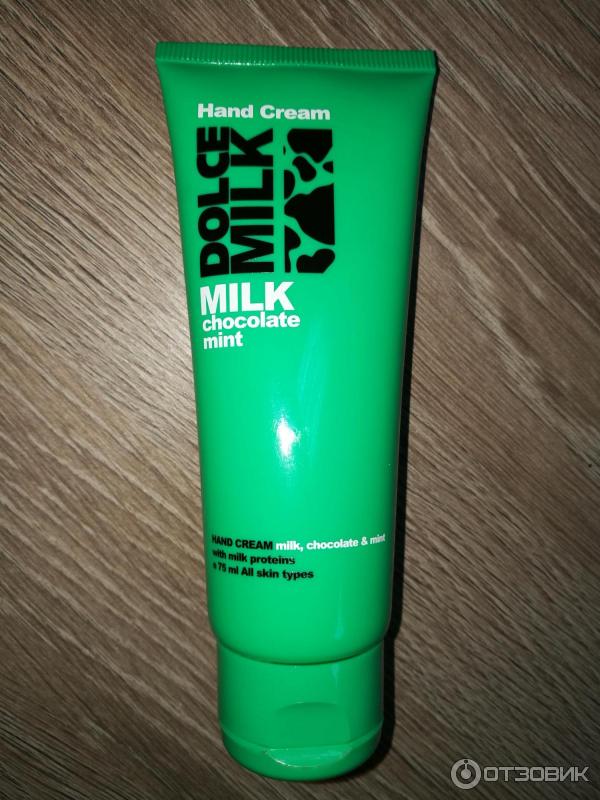 Hand Cream
DOLCE
MILK
MILK
chocolate
mint
HAND CREAM milk, chocolate & mint
with milk proteins
e 75 ml All skin types
ОТЗОВИК